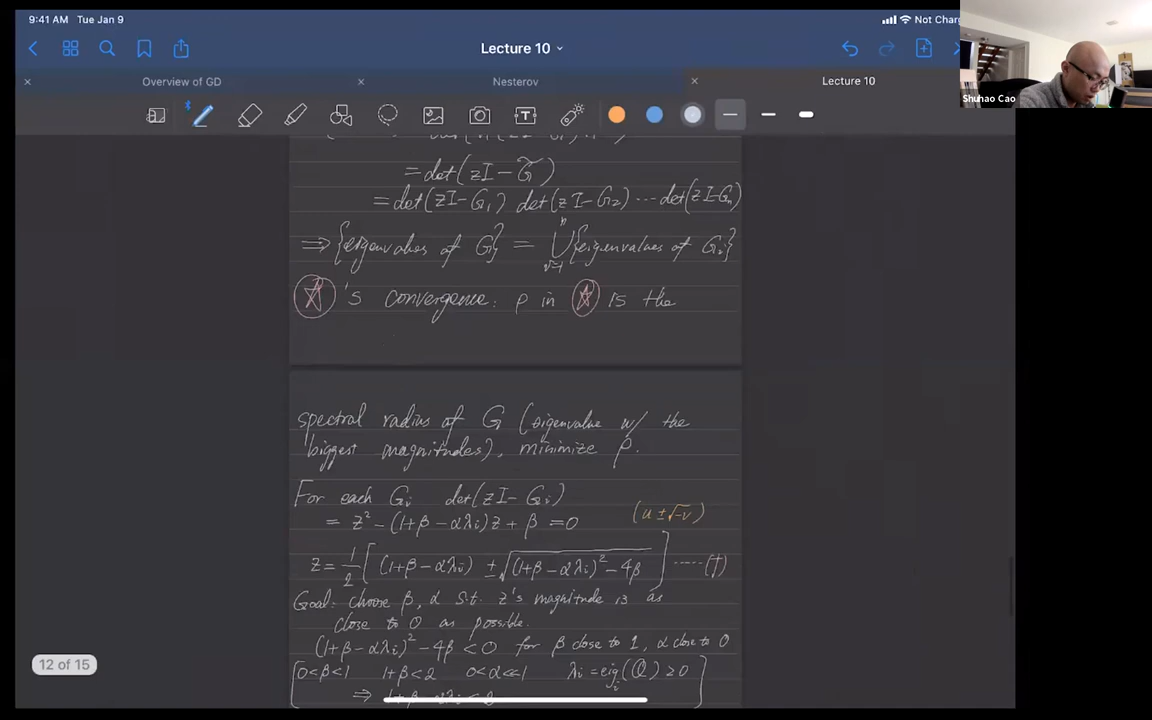 9:41 AM Tue Jan 9
Not Char
Lecture 10
Overview of GD
Nesterov
Lecture 10
Shuhao Cao
= det(zI - G̃)
= det(zI - G₁) det(zI - G₂) ... det(zI - Gₙ)
⇒ {eigenvalues of G} = ⋃ⁿᵢ₌₁ {eigenvalues of Gᵢ}
☆'s convergence: ρ in ☆ is the
spectral radius of G (eigenvalue w/ the
biggest magnitudes), minimize ρ.
For each Gᵢ det(zI - Gᵢ)
= z² - (1+β - αλᵢ)z + β = 0 (u ± √-v)
z = 1/2 [(1+β - αλᵢ) ± √((1+β - αλᵢ)² - 4β)] ----- (†)
Goal: choose β, α s.t. z's magnitude is as
close to 0 as possible.
(1+β - αλᵢ)² - 4β < 0 for β close to 1, α close to 0
[0<β<1 1+β<2 0<α≪1 λᵢ = eigᵢ(Q) ≥ 0]
12 of 15